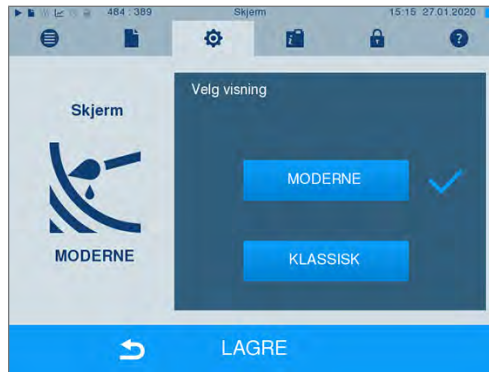 484 : 389 Skjerm 15:15 27.01.2020
Velg visning
Skjerm
MODERNE
MODERNE
KLASSISK
LAGRE